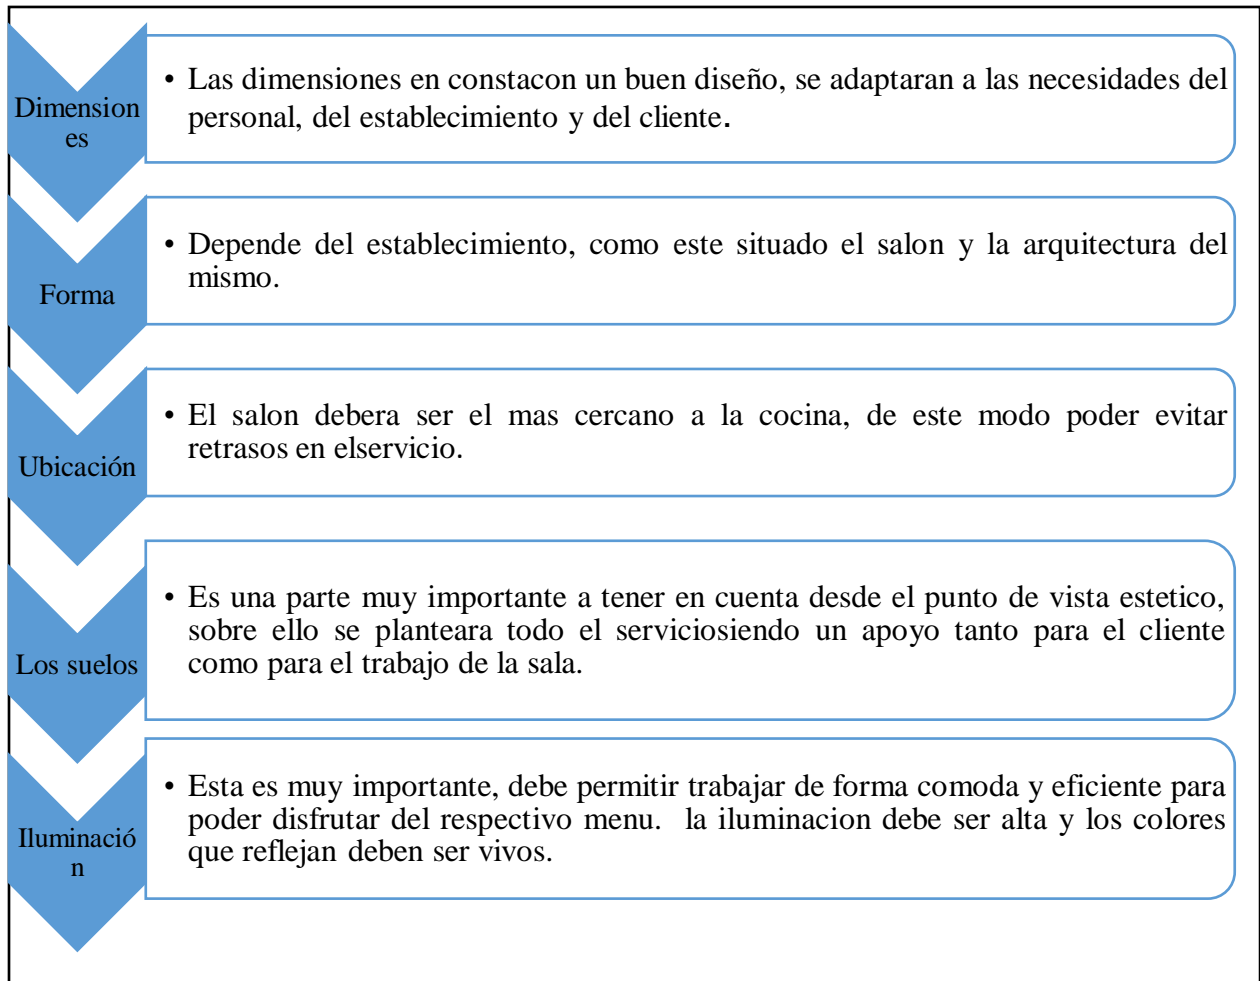 Dimension
es
• Las dimensiones en constacon un buen diseño, se adaptaran a las necesidades del
personal, del establecimiento y del cliente.
Forma
• Depende del establecimiento, como este situado el salon y la arquitectura del
mismo.
Ubicación
• El salon debera ser el mas cercano a la cocina, de este modo poder evitar
retrasos en elservicio.
Los suelos
• Es una parte muy importante a tener en cuenta desde el punto de vista estetico,
sobre ello se planteara todo el serviciosiendo un apoyo tanto para el cliente
como para el trabajo de la sala.
Iluminació
n
• Esta es muy importante, debe permitir trabajar de forma comoda y eficiente para
poder disfrutar del respectivo menu. la iluminacion debe ser alta y los colores
que reflejan deben ser vivos.